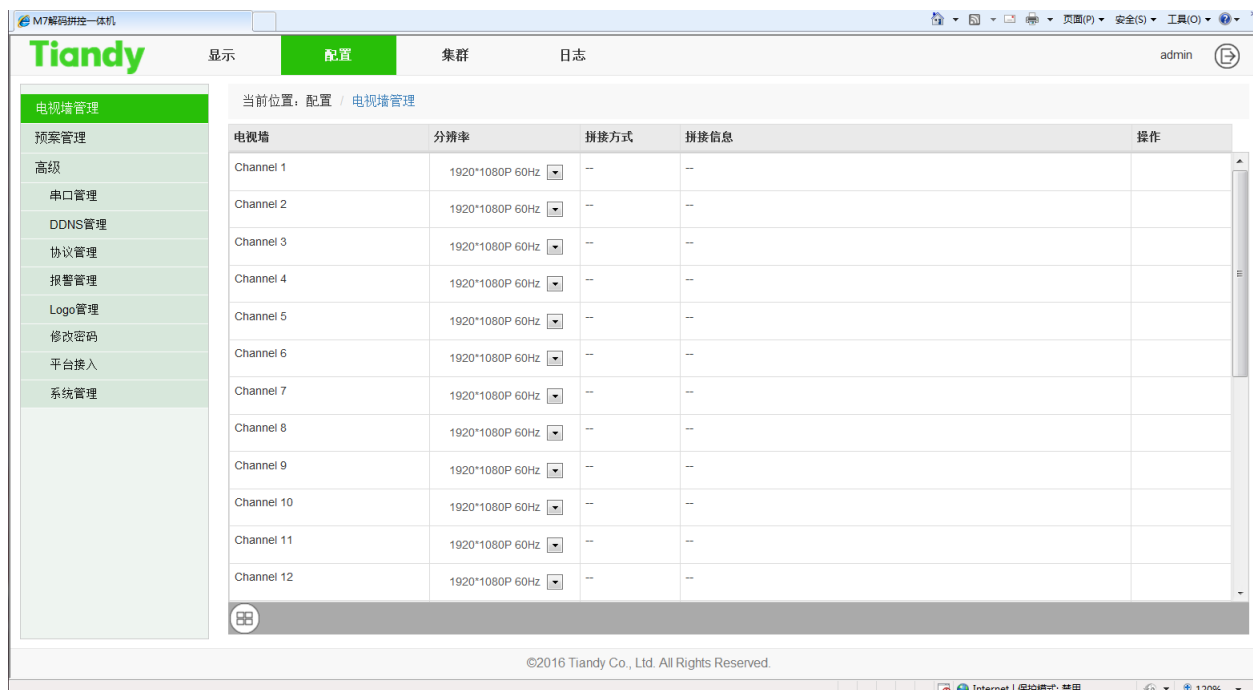 M7解码拼控一体机
页面(P) 安全(S) 工具(O)
Tiandy 显示 配置 集群 日志 admin
电视墙管理
预案管理
高级
串口管理
DDNS管理
协议管理
报警管理
Logo管理
修改密码
平台接入
系统管理
当前位置：配置 / 电视墙管理
电视墙 分辨率 拼接方式 拼接信息 操作
Channel 1 1920*1080P 60Hz -- --
Channel 2 1920*1080P 60Hz -- --
Channel 3 1920*1080P 60Hz -- --
Channel 4 1920*1080P 60Hz -- --
Channel 5 1920*1080P 60Hz -- --
Channel 6 1920*1080P 60Hz -- --
Channel 7 1920*1080P 60Hz -- --
Channel 8 1920*1080P 60Hz -- --
Channel 9 1920*1080P 60Hz -- --
Channel 10 1920*1080P 60Hz -- --
Channel 11 1920*1080P 60Hz -- --
Channel 12 1920*1080P 60Hz -- --
©2016 Tiandy Co., Ltd. All Rights Reserved.
Internet | 保护模式: 禁用 120%